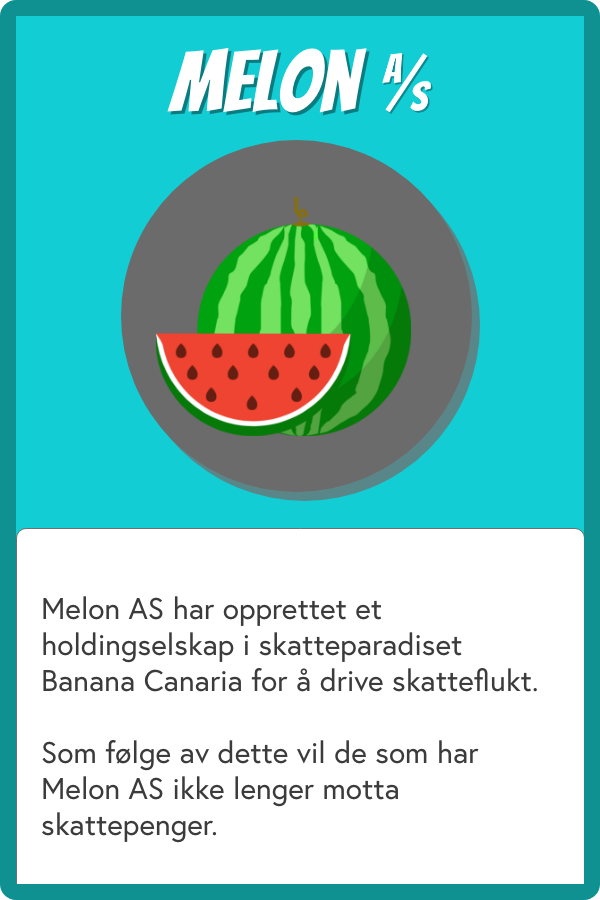 MELON A/S
Melon AS har opprettet et
holdingselskap i skatteparadiset
Banana Canaria for å drive skatteflukt.
Som følge av dette vil de som har
Melon AS ikke lenger motta
skattepenger.